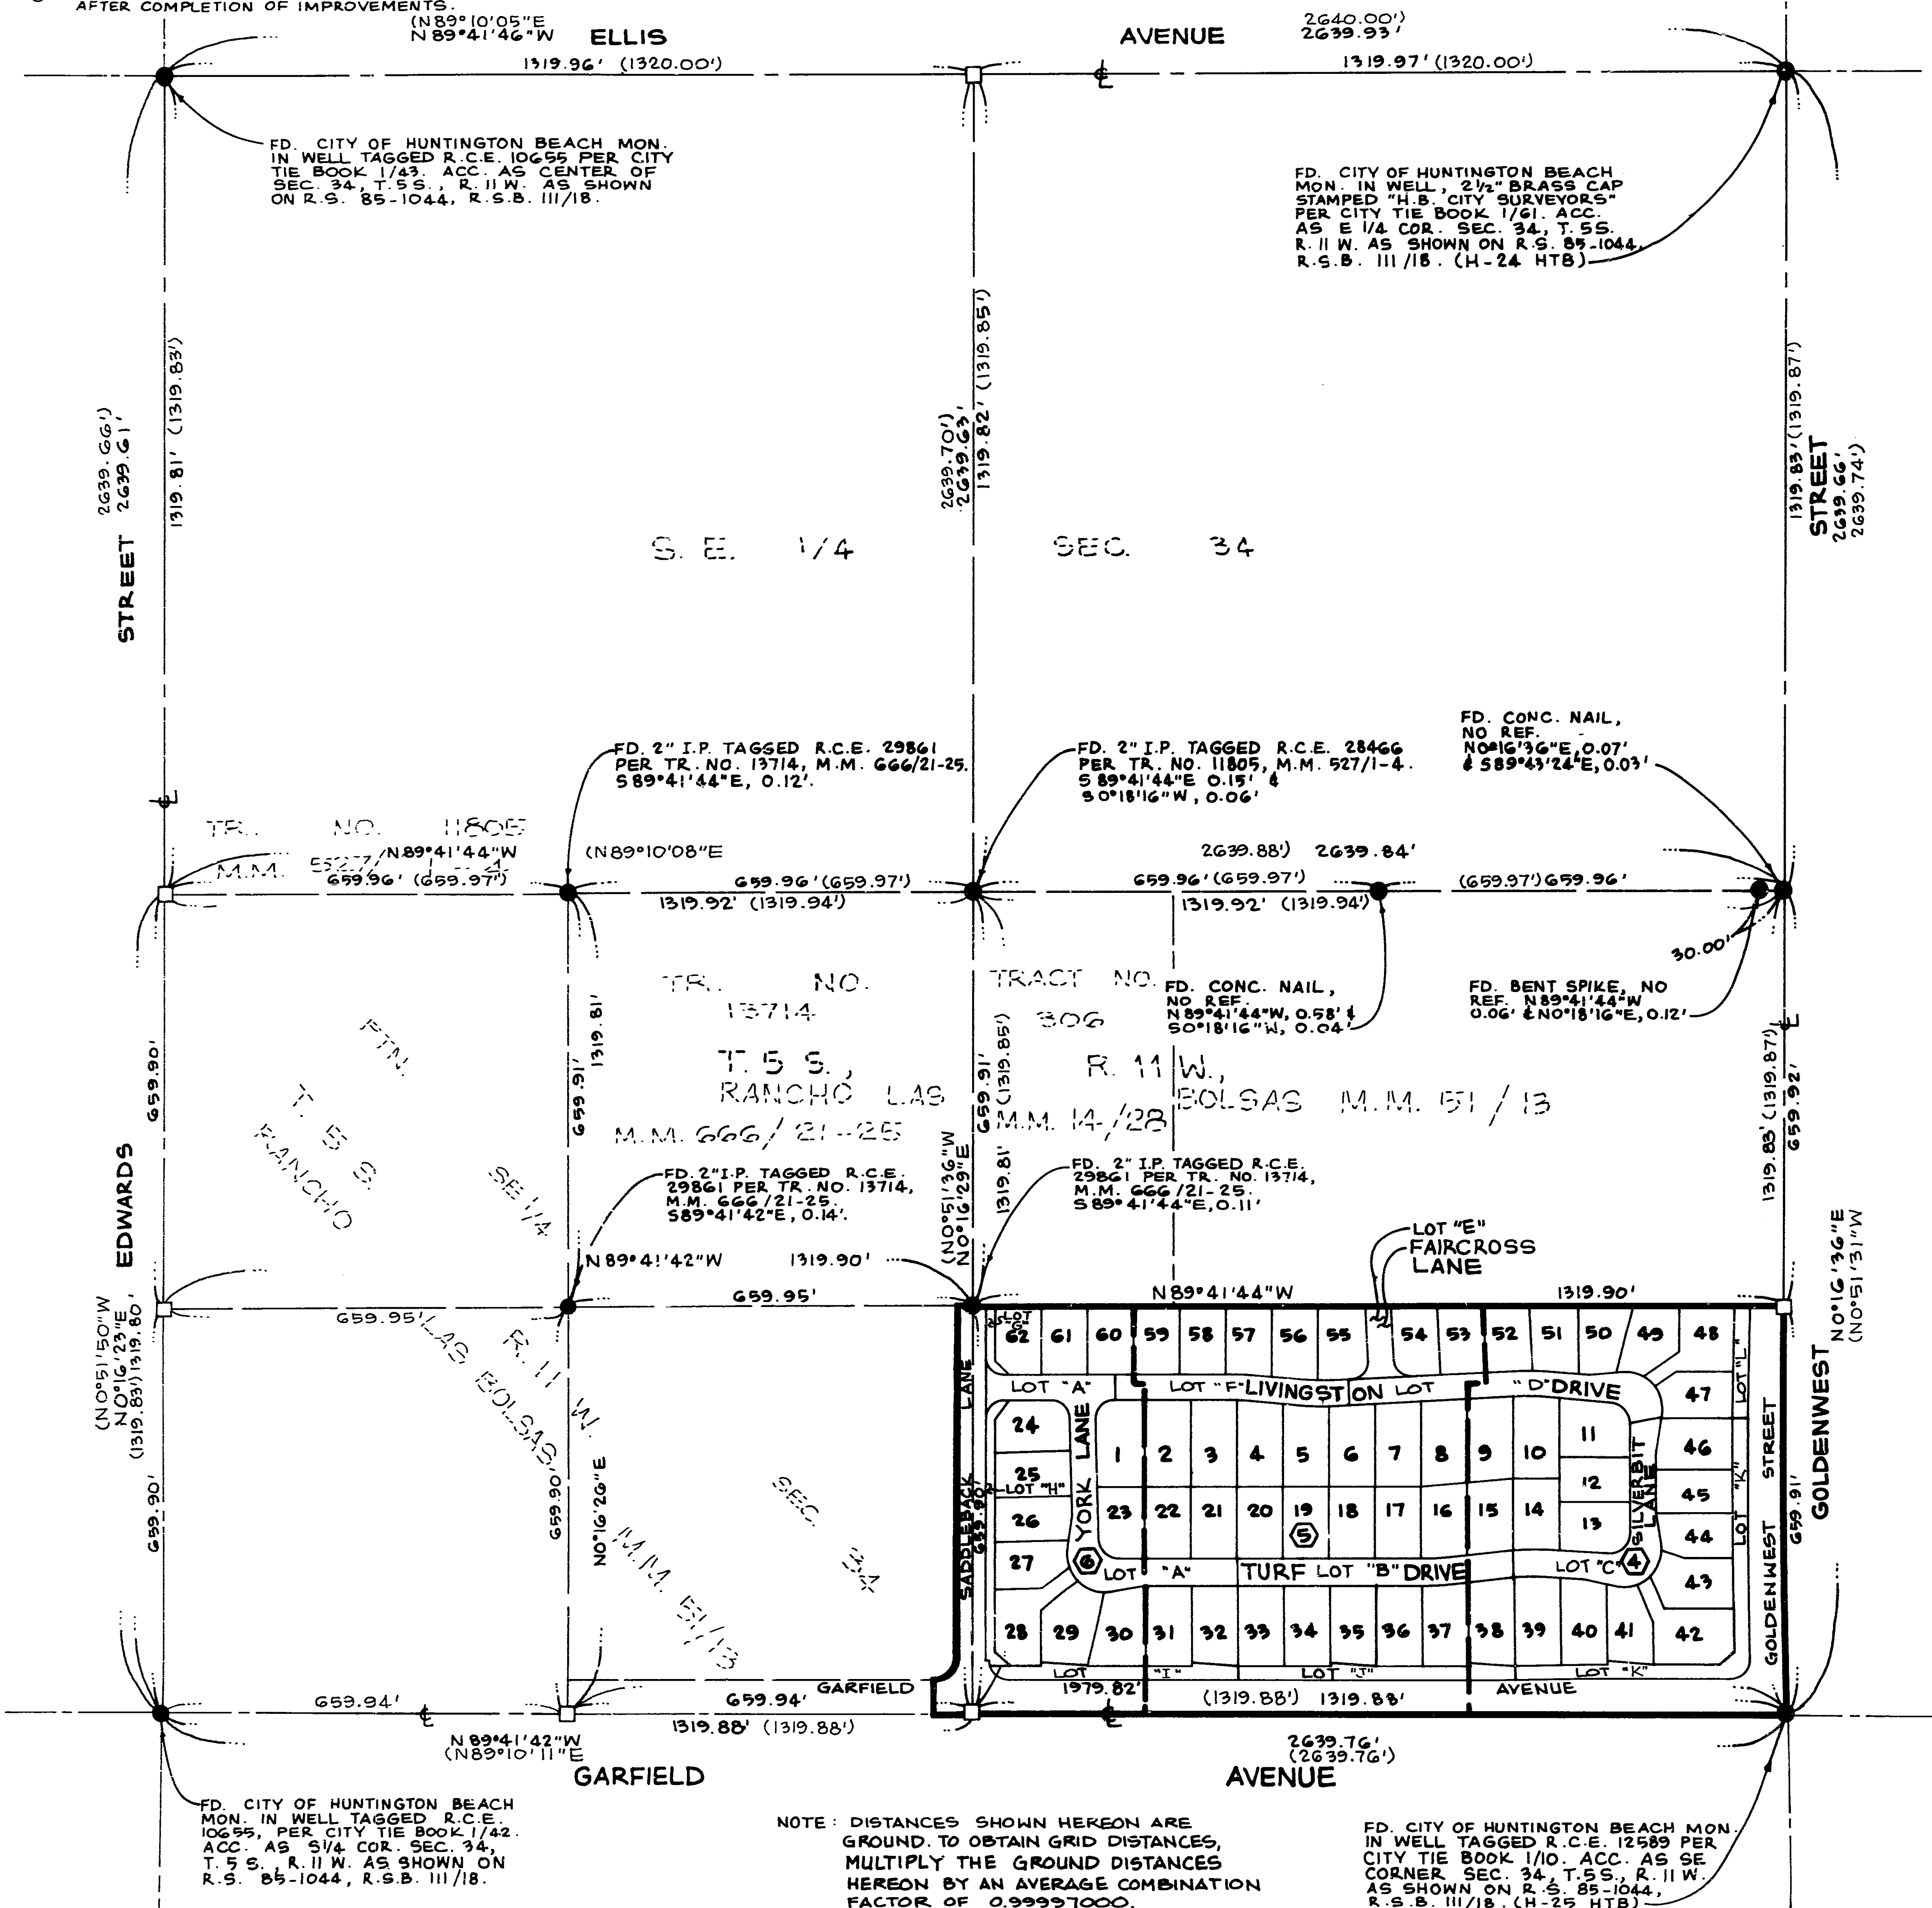 AFTER COMPLETION OF IMPROVEMENTS.
(N89°10'05"E
N89°41'46"W
ELLIS
AVENUE
2640.00')
2639.93'
1319.96' (1320.00')
1319.97' (1320.00')
FD. CITY OF HUNTINGTON BEACH MON.
IN WELL TAGGED R.C.E. 10655 PER CITY
TIE BOOK 1/43. ACC. AS CENTER OF
SEC. 34, T.5S., R.11W. AS SHOWN
ON R.S. 85-1044, R.S.B. 111/18.
FD. CITY OF HUNTINGTON BEACH
MON. IN WELL, 2 1/2" BRASS CAP
STAMPED "H.B. CITY SURVEYORS"
PER CITY TIE BOOK 1/61. ACC.
AS E 1/4 COR. SEC. 34, T.5S.
R. 11 W. AS SHOWN ON R.S. 85-1044,
R.S.B. 111/18. (H-24 HTB)
STREET
2639.66')
2639.61'
1319.81' (1319.83')
2639.70')
2639.63'
1319.82' (1319.85')
1319.83' (1319.87')
STREET
2639.66'
2639.74')
S. E. 1/4 SEC. 34
FD. 2" I.P. TAGGED R.C.E. 29861
PER TR. NO. 13714, M.M. 666/21-25.
S89°41'44"E, 0.12'.
FD. 2" I.P. TAGGED R.C.E. 28466
PER TR. NO. 11805, M.M. 527/1-4.
S89°41'44"E 0.15' &
S0°18'16"W, 0.06'
FD. CONC. NAIL,
NO REF.
N0°16'36"E, 0.07'
& S89°43'24"E, 0.03'
TR. NO. 11805
M.M. 527/1-4
N89°41'44"W
(N89°10'08"E
2639.88') 2639.84'
659.96' (659.97')
659.96' (659.97')
659.96' (659.97')
(659.97') 659.96'
1319.92' (1319.94')
1319.92' (1319.94')
30.00'
FD. CONC. NAIL,
NO REF.
N89°41'44"W, 0.58' &
S0°18'16"W, 0.04'
FD. BENT SPIKE, NO
REF. N89°41'44"W
0.06' & N0°18'16"E, 0.12'
TR. NO.
13714
TRACT NO.
306
T. 5 S., R. 11 W.,
RANCHO LAS BOLSAS M.M. 51/13
M.M. 666/21-25
M.M. 14/28
PTN.
T. 5 S.
RANCHO
SE 1/4
659.90'
659.91'
1319.81'
659.91'
(1319.85')
1319.81'
(N0°51'36"W
N0°16'29"E
1319.83' (1319.87')
659.92'
EDWARDS
(N0°51'50"W
N0°16'23"E
(1319.83') 1319.80'
FD. 2" I.P. TAGGED R.C.E.
29861 PER TR. NO. 13714,
M.M. 666/21-25.
S89°41'42"E, 0.14'.
FD. 2" I.P. TAGGED R.C.E.
29861 PER TR. NO. 13714,
M.M. 666/21-25.
S89°41'44"E, 0.11'
N89°41'42"W 1319.90'
659.95'
659.95'
LOT "E"
FAIRCROSS
LANE
N89°41'44"W 1319.90'
N0°16'36"E
(N0°51'31"W
GOLDENWEST
LAS BOLSAS
R. 11 W.
M.M. 51/13
SEC. 34
659.90'
659.90'
N0°16'26"E
SADDLEBACK LANE
659.90'
LOT "G"
62 61 60 59 58 57 56 55 54 53 52 51 50 49 48
LOT "A" LOT "F" LIVINGSTON LOT "D" DRIVE
24
YORK LANE
1 2 3 4 5 6 7 8 9 10 11
SILVERBIT LANE
47
46
25
LOT "H"
12
45
26
23 22 21 20 19 18 17 16 15 14 13
44
27
5
6
4
LOT "A" TURF LOT "B" DRIVE LOT "C"
43
28 29 30 31 32 33 34 35 36 37 38 39 40 41 42
LOT "L"
LOT "K"
GOLDENWEST STREET
659.91'
LOT "I" LOT "J" LOT "K"
GARFIELD
AVENUE
659.94'
659.94'
1979.82'
(1319.88') 1319.88'
1319.88' (1319.88')
N89°41'42"W
(N89°10'11"E
2639.76'
(2639.76')
GARFIELD
AVENUE
FD. CITY OF HUNTINGTON BEACH
MON. IN WELL TAGGED R.C.E.
10655, PER CITY TIE BOOK 1/42.
ACC. AS S1/4 COR. SEC. 34,
T. 5 S., R. 11 W. AS SHOWN ON
R.S. 85-1044, R.S.B. 111/18.
NOTE: DISTANCES SHOWN HEREON ARE
GROUND. TO OBTAIN GRID DISTANCES,
MULTIPLY THE GROUND DISTANCES
HEREON BY AN AVERAGE COMBINATION
FACTOR OF 0.99997000.
FD. CITY OF HUNTINGTON BEACH MON.
IN WELL TAGGED R.C.E. 12589 PER
CITY TIE BOOK 1/10. ACC. AS SE
CORNER SEC. 34, T.5S., R. 11 W.
AS SHOWN ON R.S. 85-1044,
R.S.B. 111/18. (H-25 HTB)